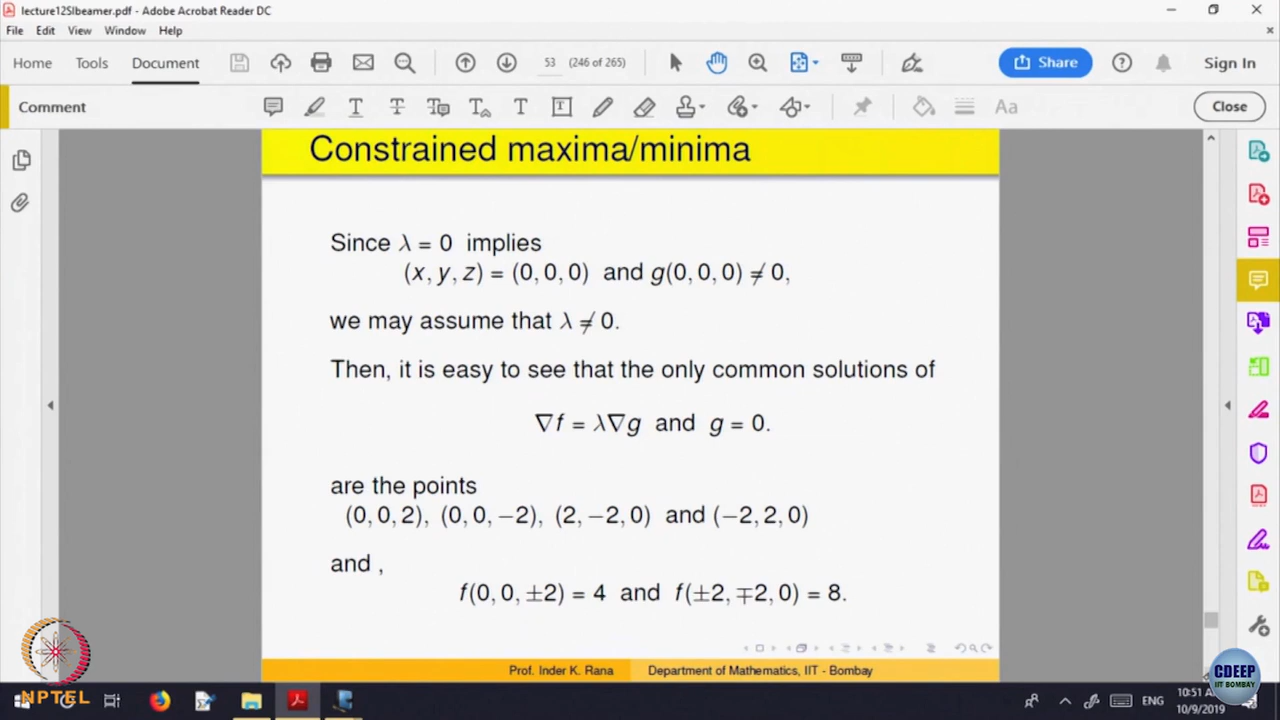 lecture12SIbeamer.pdf - Adobe Acrobat Reader DC
File Edit View Window Help
Home Tools Document 53 (246 of 265) Share Sign In
Comment Aa Close
Constrained maxima/minima
Since λ = 0 implies
(x, y, z) = (0, 0, 0) and g(0, 0, 0) ≠ 0,
we may assume that λ ≠ 0.
Then, it is easy to see that the only common solutions of
∇f = λ∇g and g = 0.
are the points
(0, 0, 2), (0, 0, −2), (2, −2, 0) and (−2, 2, 0)
and ,
f(0, 0, ±2) = 4 and f(±2, ∓2, 0) = 8.
Prof. Inder K. Rana Department of Mathematics, IIT - Bombay
NPTEL
CDEEP
IIT BOMBAY
ENG
10:51
10/9/2019